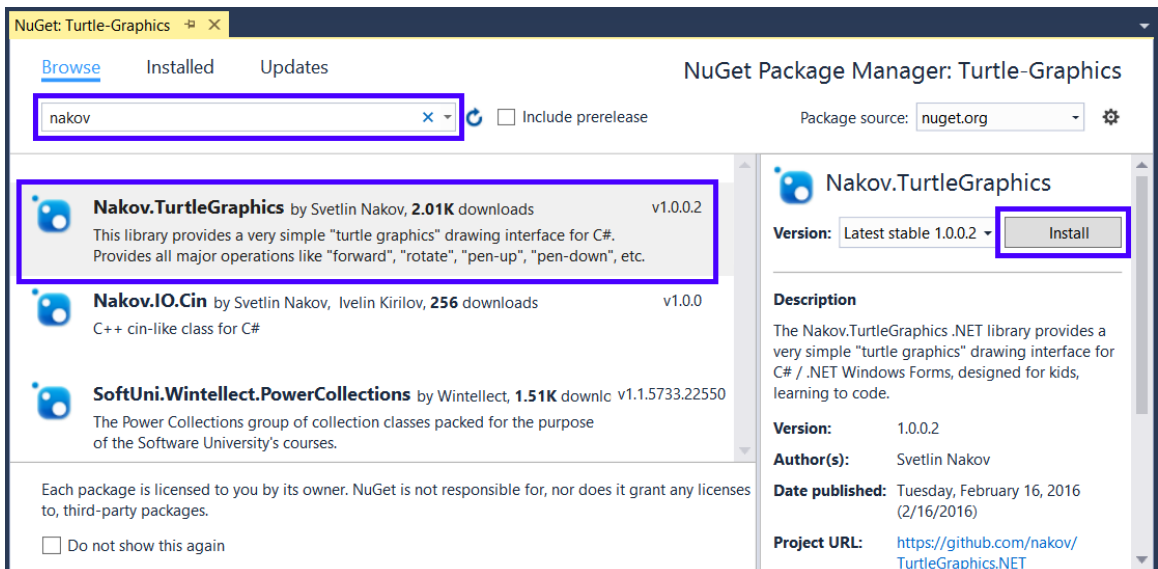 NuGet: Turtle-Graphics
Browse Installed Updates
NuGet Package Manager: Turtle-Graphics
nakov
Include prerelease
Package source: nuget.org
Nakov.TurtleGraphics by Svetlin Nakov, 2.01K downloads v1.0.0.2
This library provides a very simple "turtle graphics" drawing interface for C#.
Provides all major operations like "forward", "rotate", "pen-up", "pen-down", etc.
Nakov.IO.Cin by Svetlin Nakov, Ivelin Kirilov, 256 downloads v1.0.0
C++ cin-like class for C#
SoftUni.Wintellect.PowerCollections by Wintellect, 1.51K downlc v1.1.5733.22550
The Power Collections group of collection classes packed for the purpose
of the Software University's courses.
Each package is licensed to you by its owner. NuGet is not responsible for, nor does it grant any licenses
to, third-party packages.
Do not show this again
Nakov.TurtleGraphics
Version: Latest stable 1.0.0.2 Install
Description
The Nakov.TurtleGraphics .NET library provides a
very simple "turtle graphics" drawing interface for
C# / .NET Windows Forms, designed for kids,
learning to code.
Version: 1.0.0.2
Author(s): Svetlin Nakov
Date published: Tuesday, February 16, 2016
(2/16/2016)
Project URL: https://github.com/nakov/
TurtleGraphics.NET